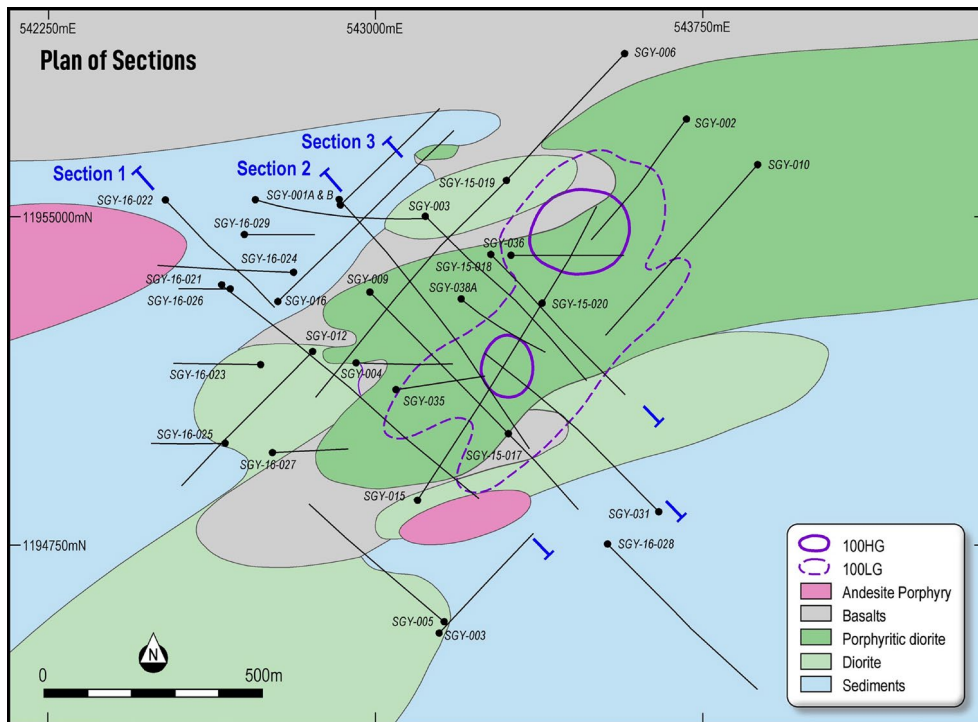 542250mE
543000mE
543750mE
Plan of Sections
SGY-006
SGY-002
Section 3
SGY-010
Section 1
Section 2
SGY-15-019
SGY-16-022
SGY-001A & B
SGY-003
11955000mN
SGY-16-029
SGY-036
SGY-16-024
SGY-15-018
SGY-16-021
SGY-009
SGY-038A
SGY-16-026
SGY-016
SGY-15-020
SGY-012
SGY-16-023
SGY-004
SGY-035
SGY-16-025
SGY-16-027
SGY-15-017
SGY-015
SGY-031
1194750mN
SGY-16-028
100HG
100LG
Andesite Porphyry
Basalts
Porphyritic diorite
Diorite
Sediments
SGY-005
SGY-003
N
0
500m